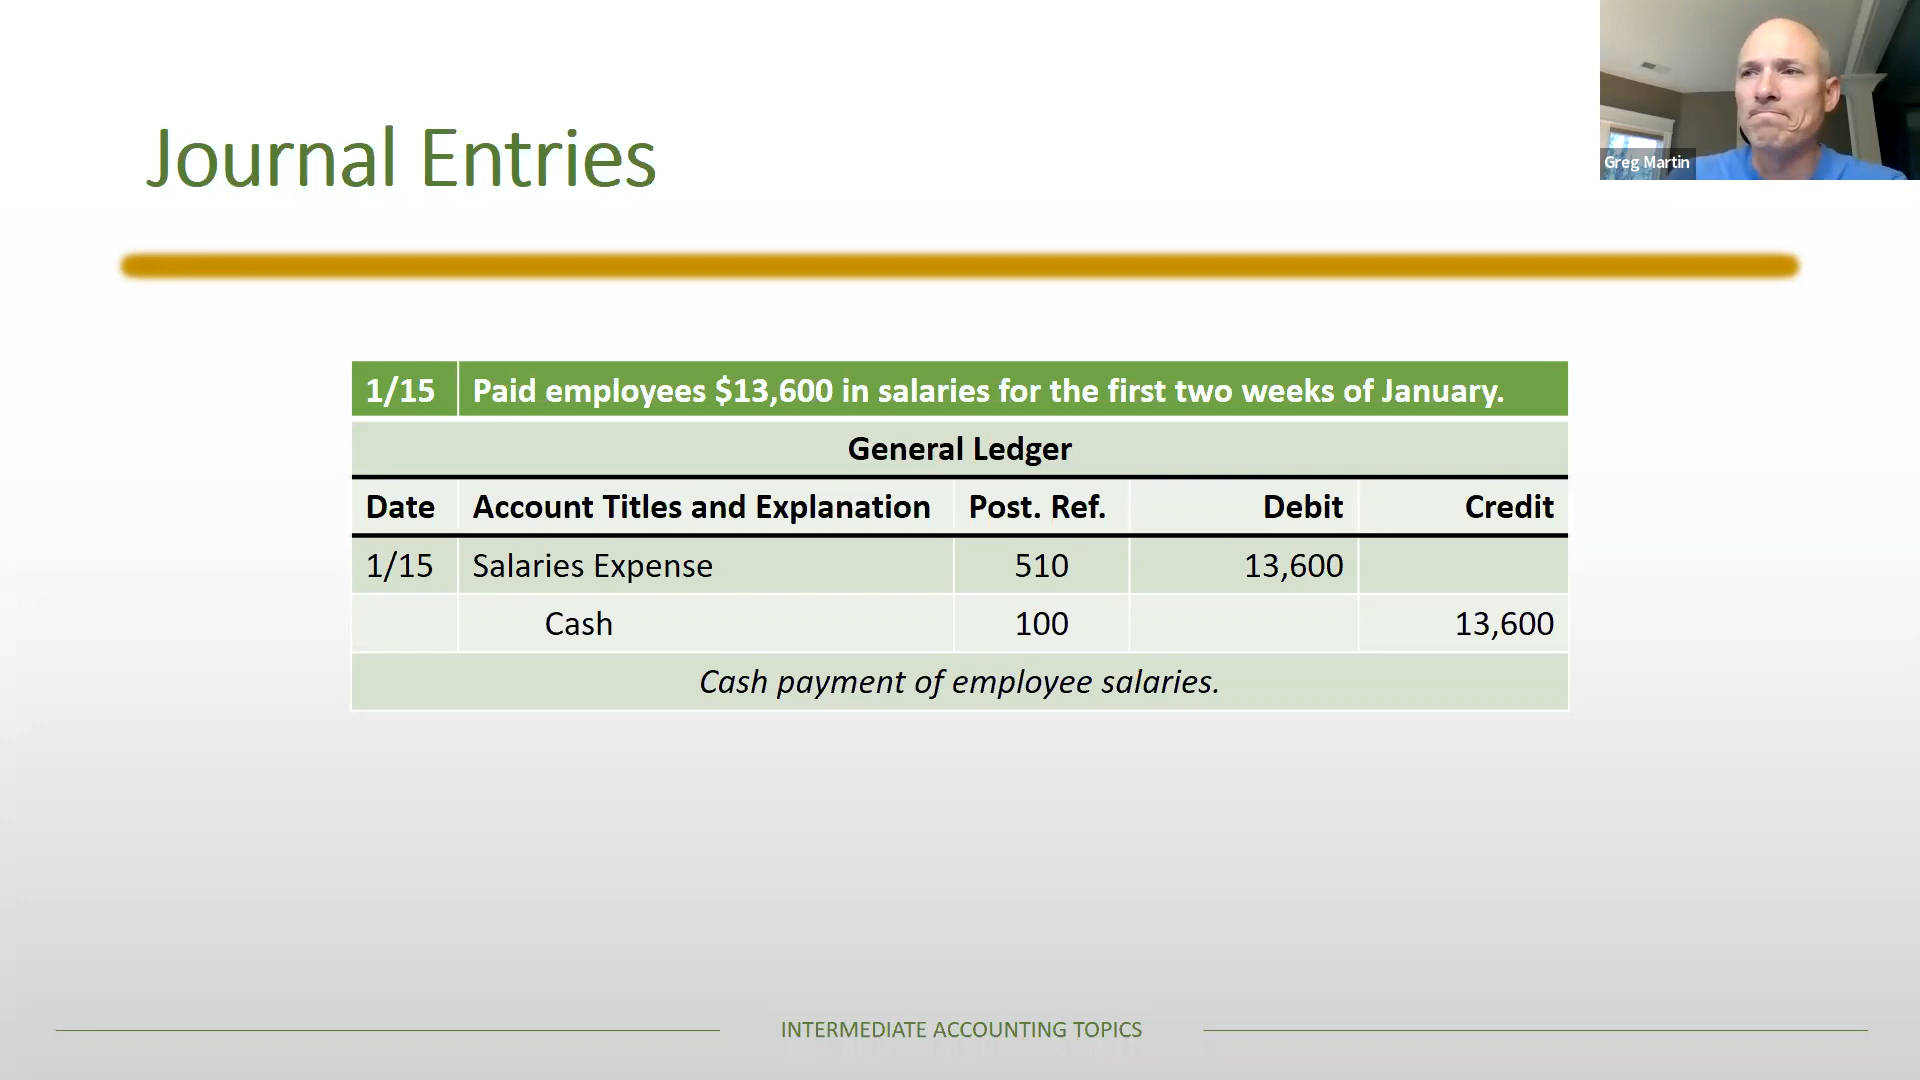 Journal Entries
Greg Martin
1/15 Paid employees $13,600 in salaries for the first two weeks of January.
General Ledger
Date Account Titles and Explanation Post. Ref. Debit Credit
1/15 Salaries Expense 510 13,600
Cash 100 13,600
Cash payment of employee salaries.
INTERMEDIATE ACCOUNTING TOPICS